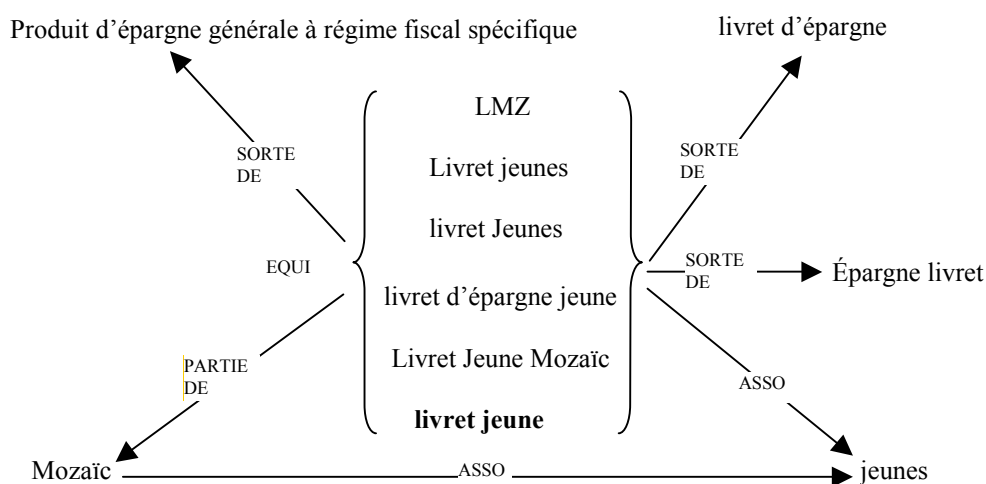 Produit d'épargne générale à régime fiscal spécifique
livret d'épargne
LMZ
SORTE
DE
SORTE
DE
Livret jeunes
livret Jeunes
EQUI
SORTE
DE
Épargne livret
livret d'épargne jeune
PARTIE
DE
Livret Jeune Mozaïc
ASSO
livret jeune
Mozaïc
ASSO
jeunes